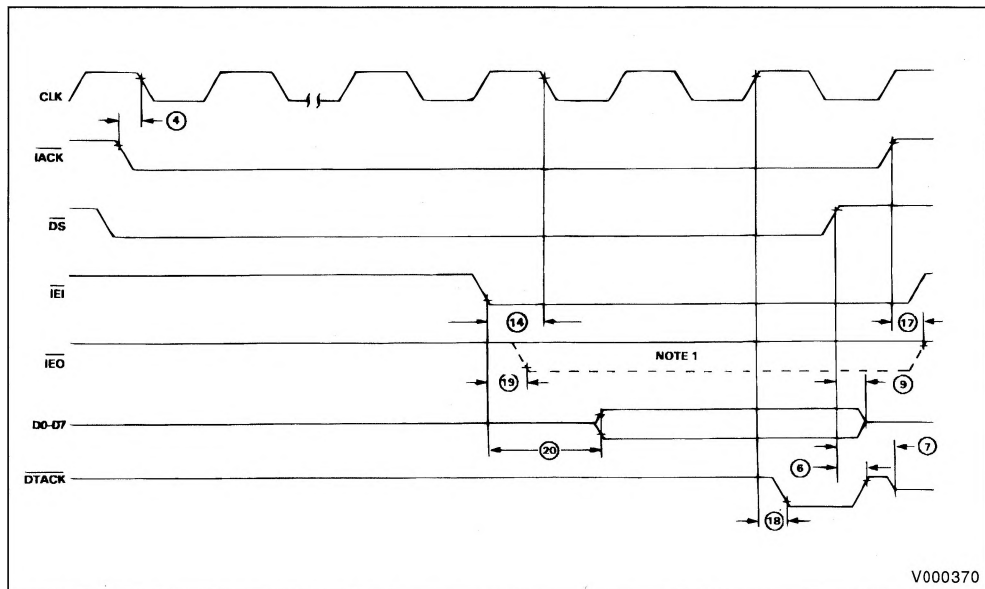 CLK
4
IACK
DS
IEI
14
17
IEO
NOTE 1
19
9
D0-D7
20
7
6
DTACK
18
V000370